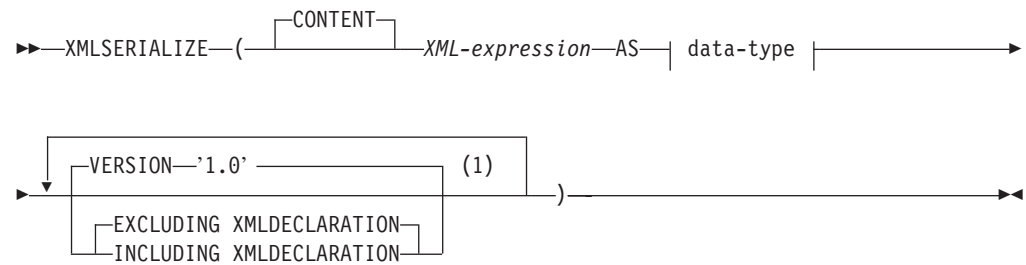 CONTENT
XMLSERIALIZE ( XML-expression AS data-type
VERSION ’1.0’ (1)
)
EXCLUDING XMLDECLARATION
INCLUDING XMLDECLARATION